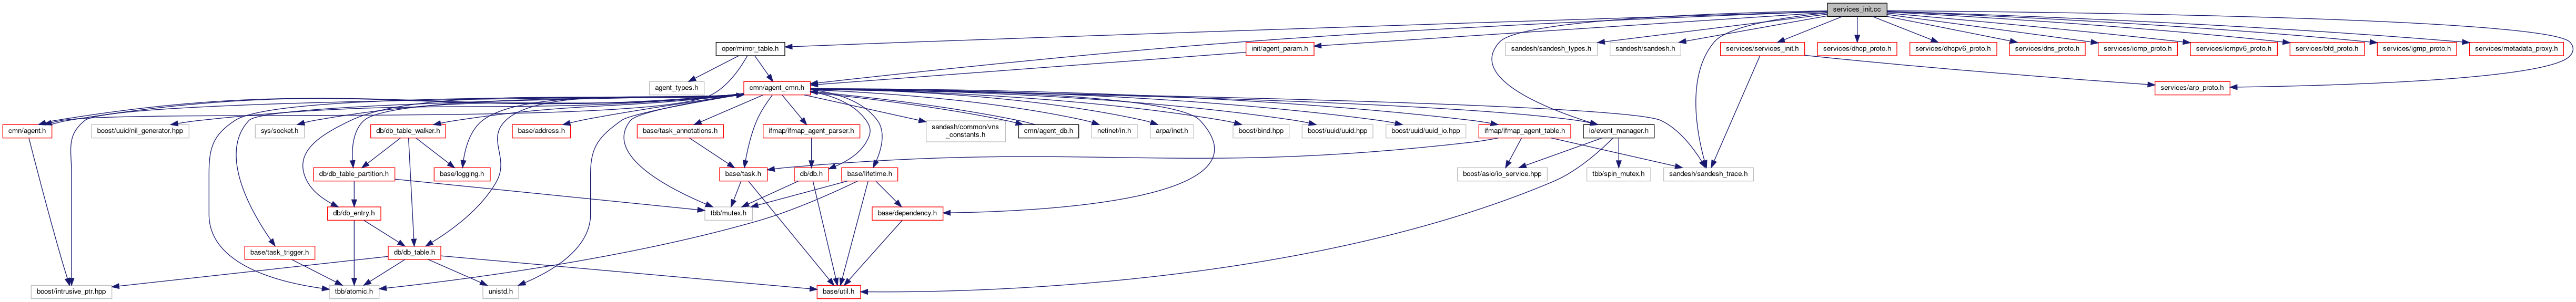 services_init.cc
oper/mirror_table.h
init/agent_param.h
sandesh/sandesh_types.h
sandesh/sandesh.h
services/services_init.h
services/dhcp_proto.h
services/dhcpv6_proto.h
services/dns_proto.h
services/icmp_proto.h
services/icmpv6_proto.h
services/bfd_proto.h
services/igmp_proto.h
services/metadata_proxy.h
agent_types.h
cmn/agent_cmn.h
services/arp_proto.h
cmn/agent.h
boost/uuid/nil_generator.hpp
sys/socket.h
db/db_table_walker.h
base/address.h
base/task_annotations.h
ifmap/ifmap_agent_parser.h
sandesh/common/vns
_constants.h
cmn/agent_db.h
netinet/in.h
arpa/inet.h
boost/bind.hpp
boost/uuid/uuid.hpp
boost/uuid/uuid_io.hpp
ifmap/ifmap_agent_table.h
io/event_manager.h
db/db_table_partition.h
base/logging.h
base/task.h
db/db.h
base/lifetime.h
boost/asio/io_service.hpp
tbb/spin_mutex.h
sandesh/sandesh_trace.h
db/db_entry.h
tbb/mutex.h
base/dependency.h
base/task_trigger.h
db/db_table.h
boost/intrusive_ptr.hpp
tbb/atomic.h
unistd.h
base/util.h